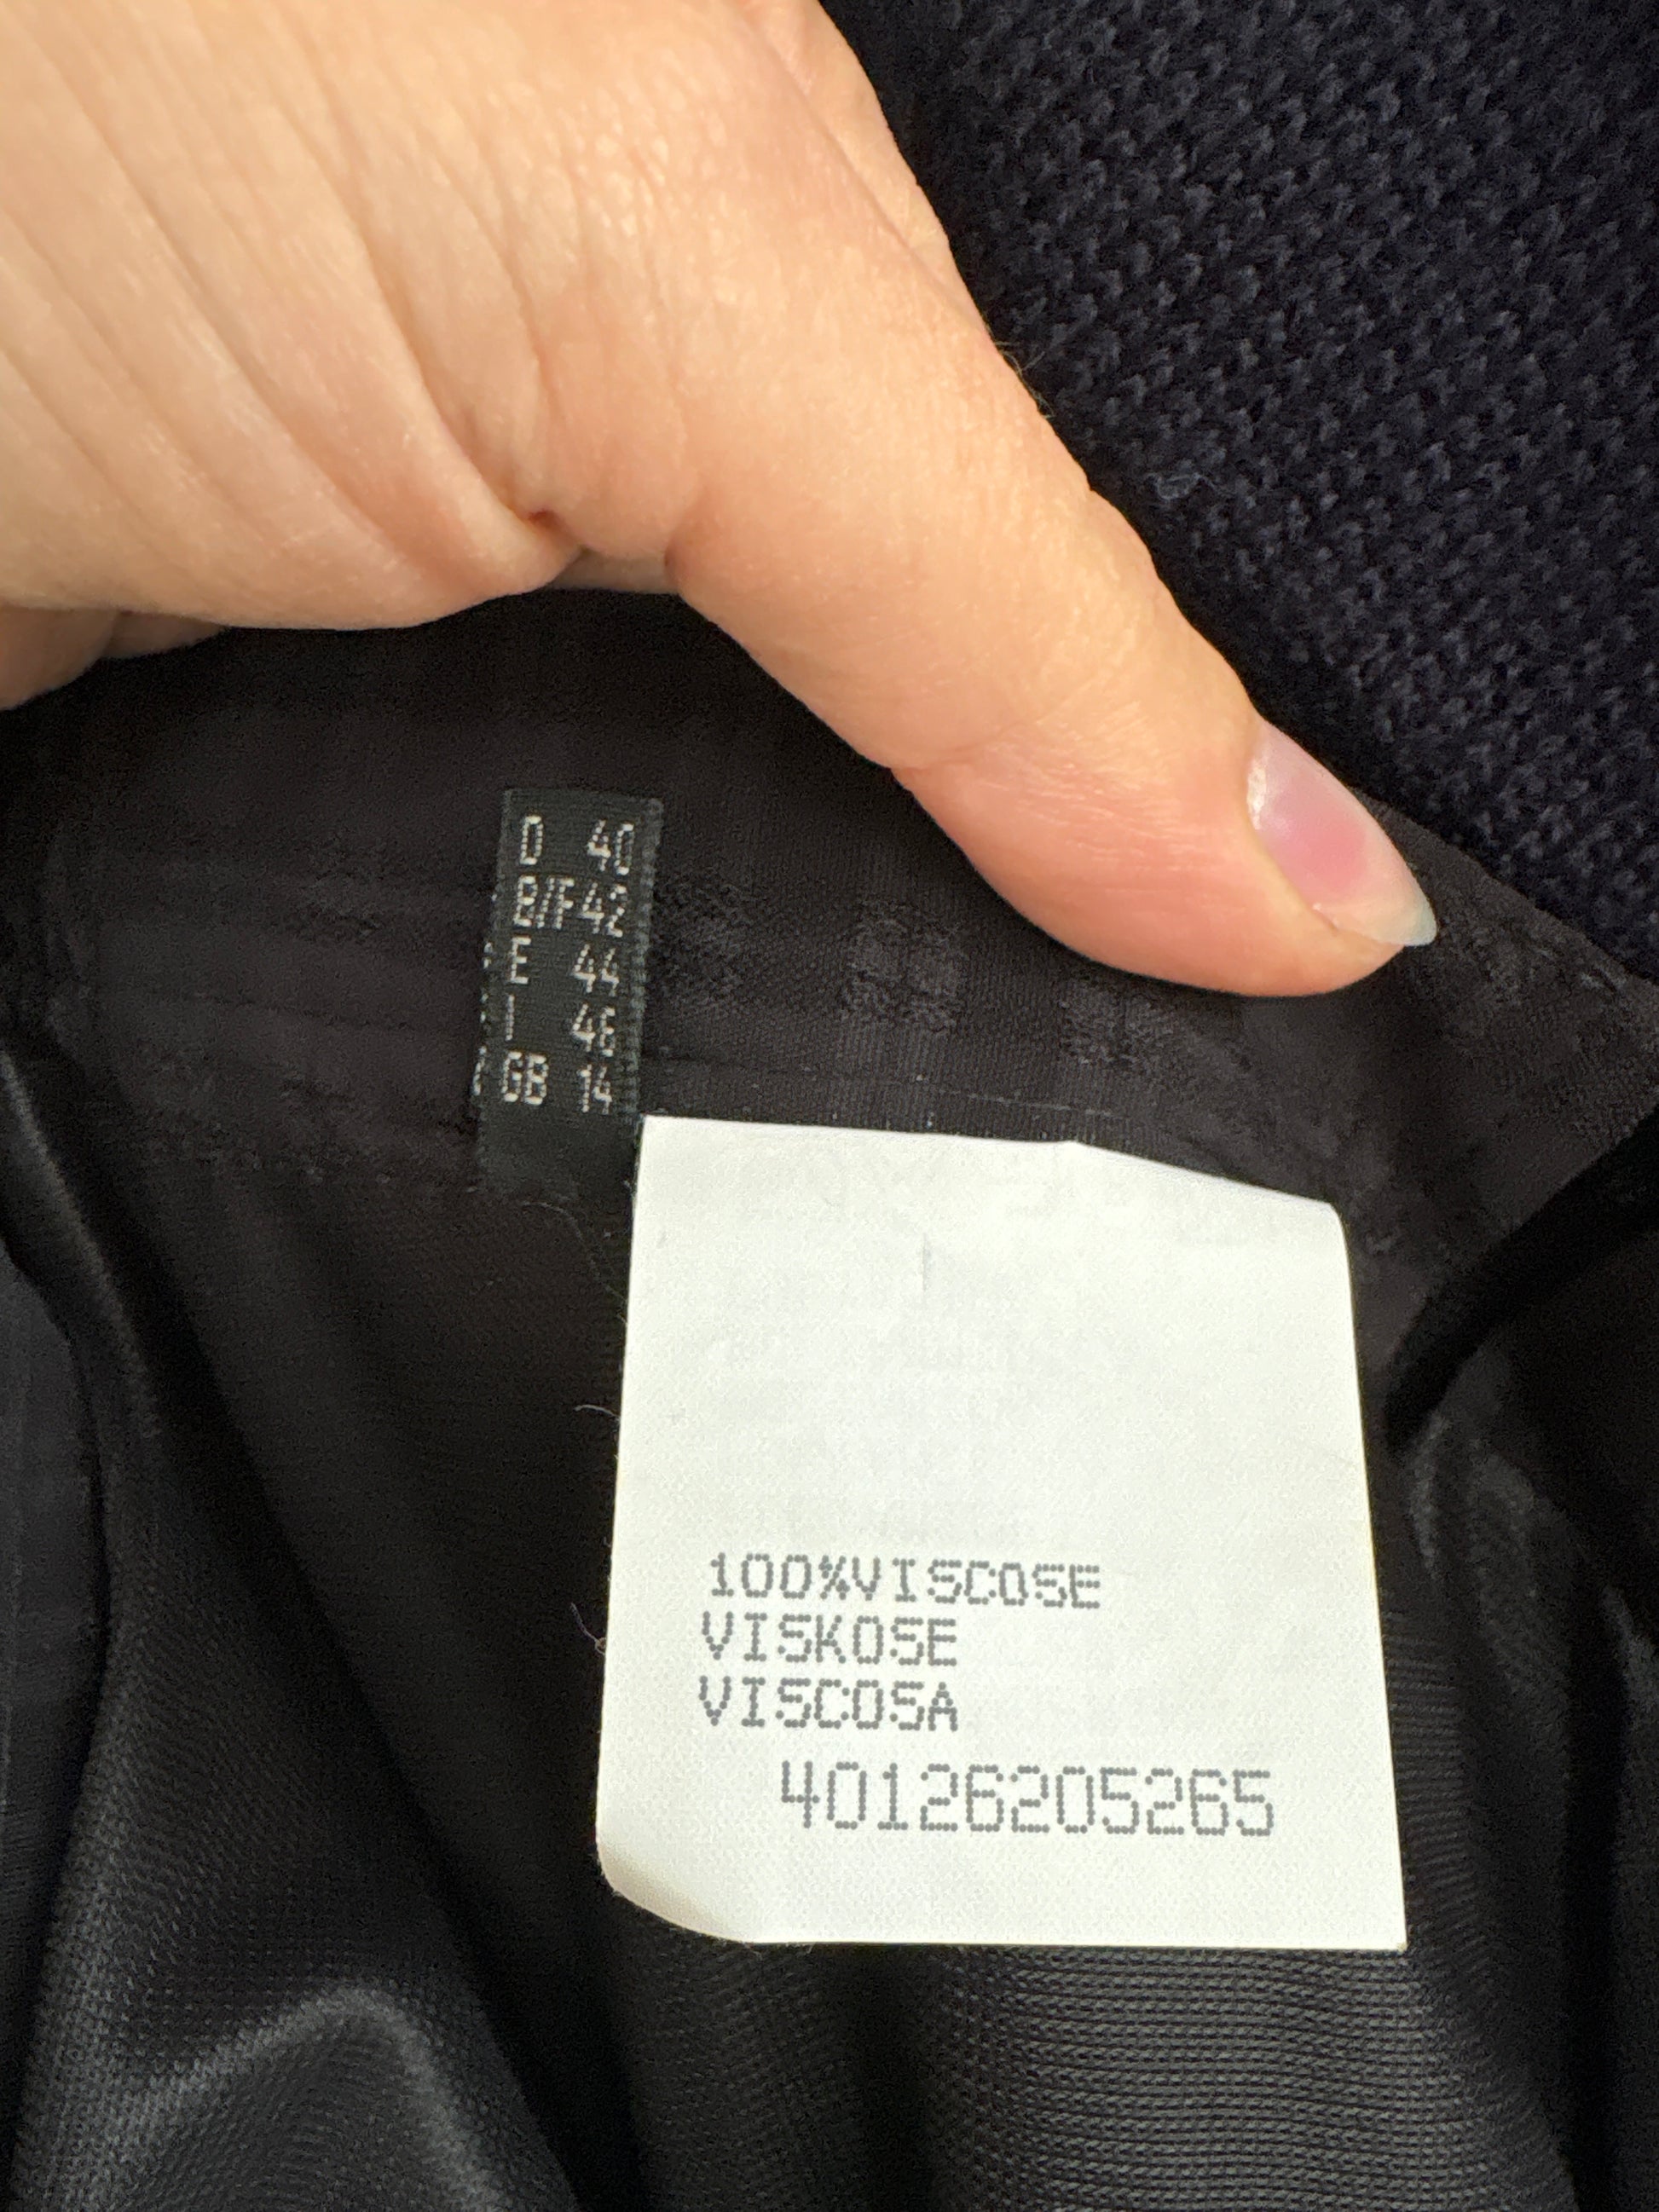 D 40
B/F 42
E 44
I 46
GB 14
100%VISCOSE
VISKOSE
VISCOSA
40126205265